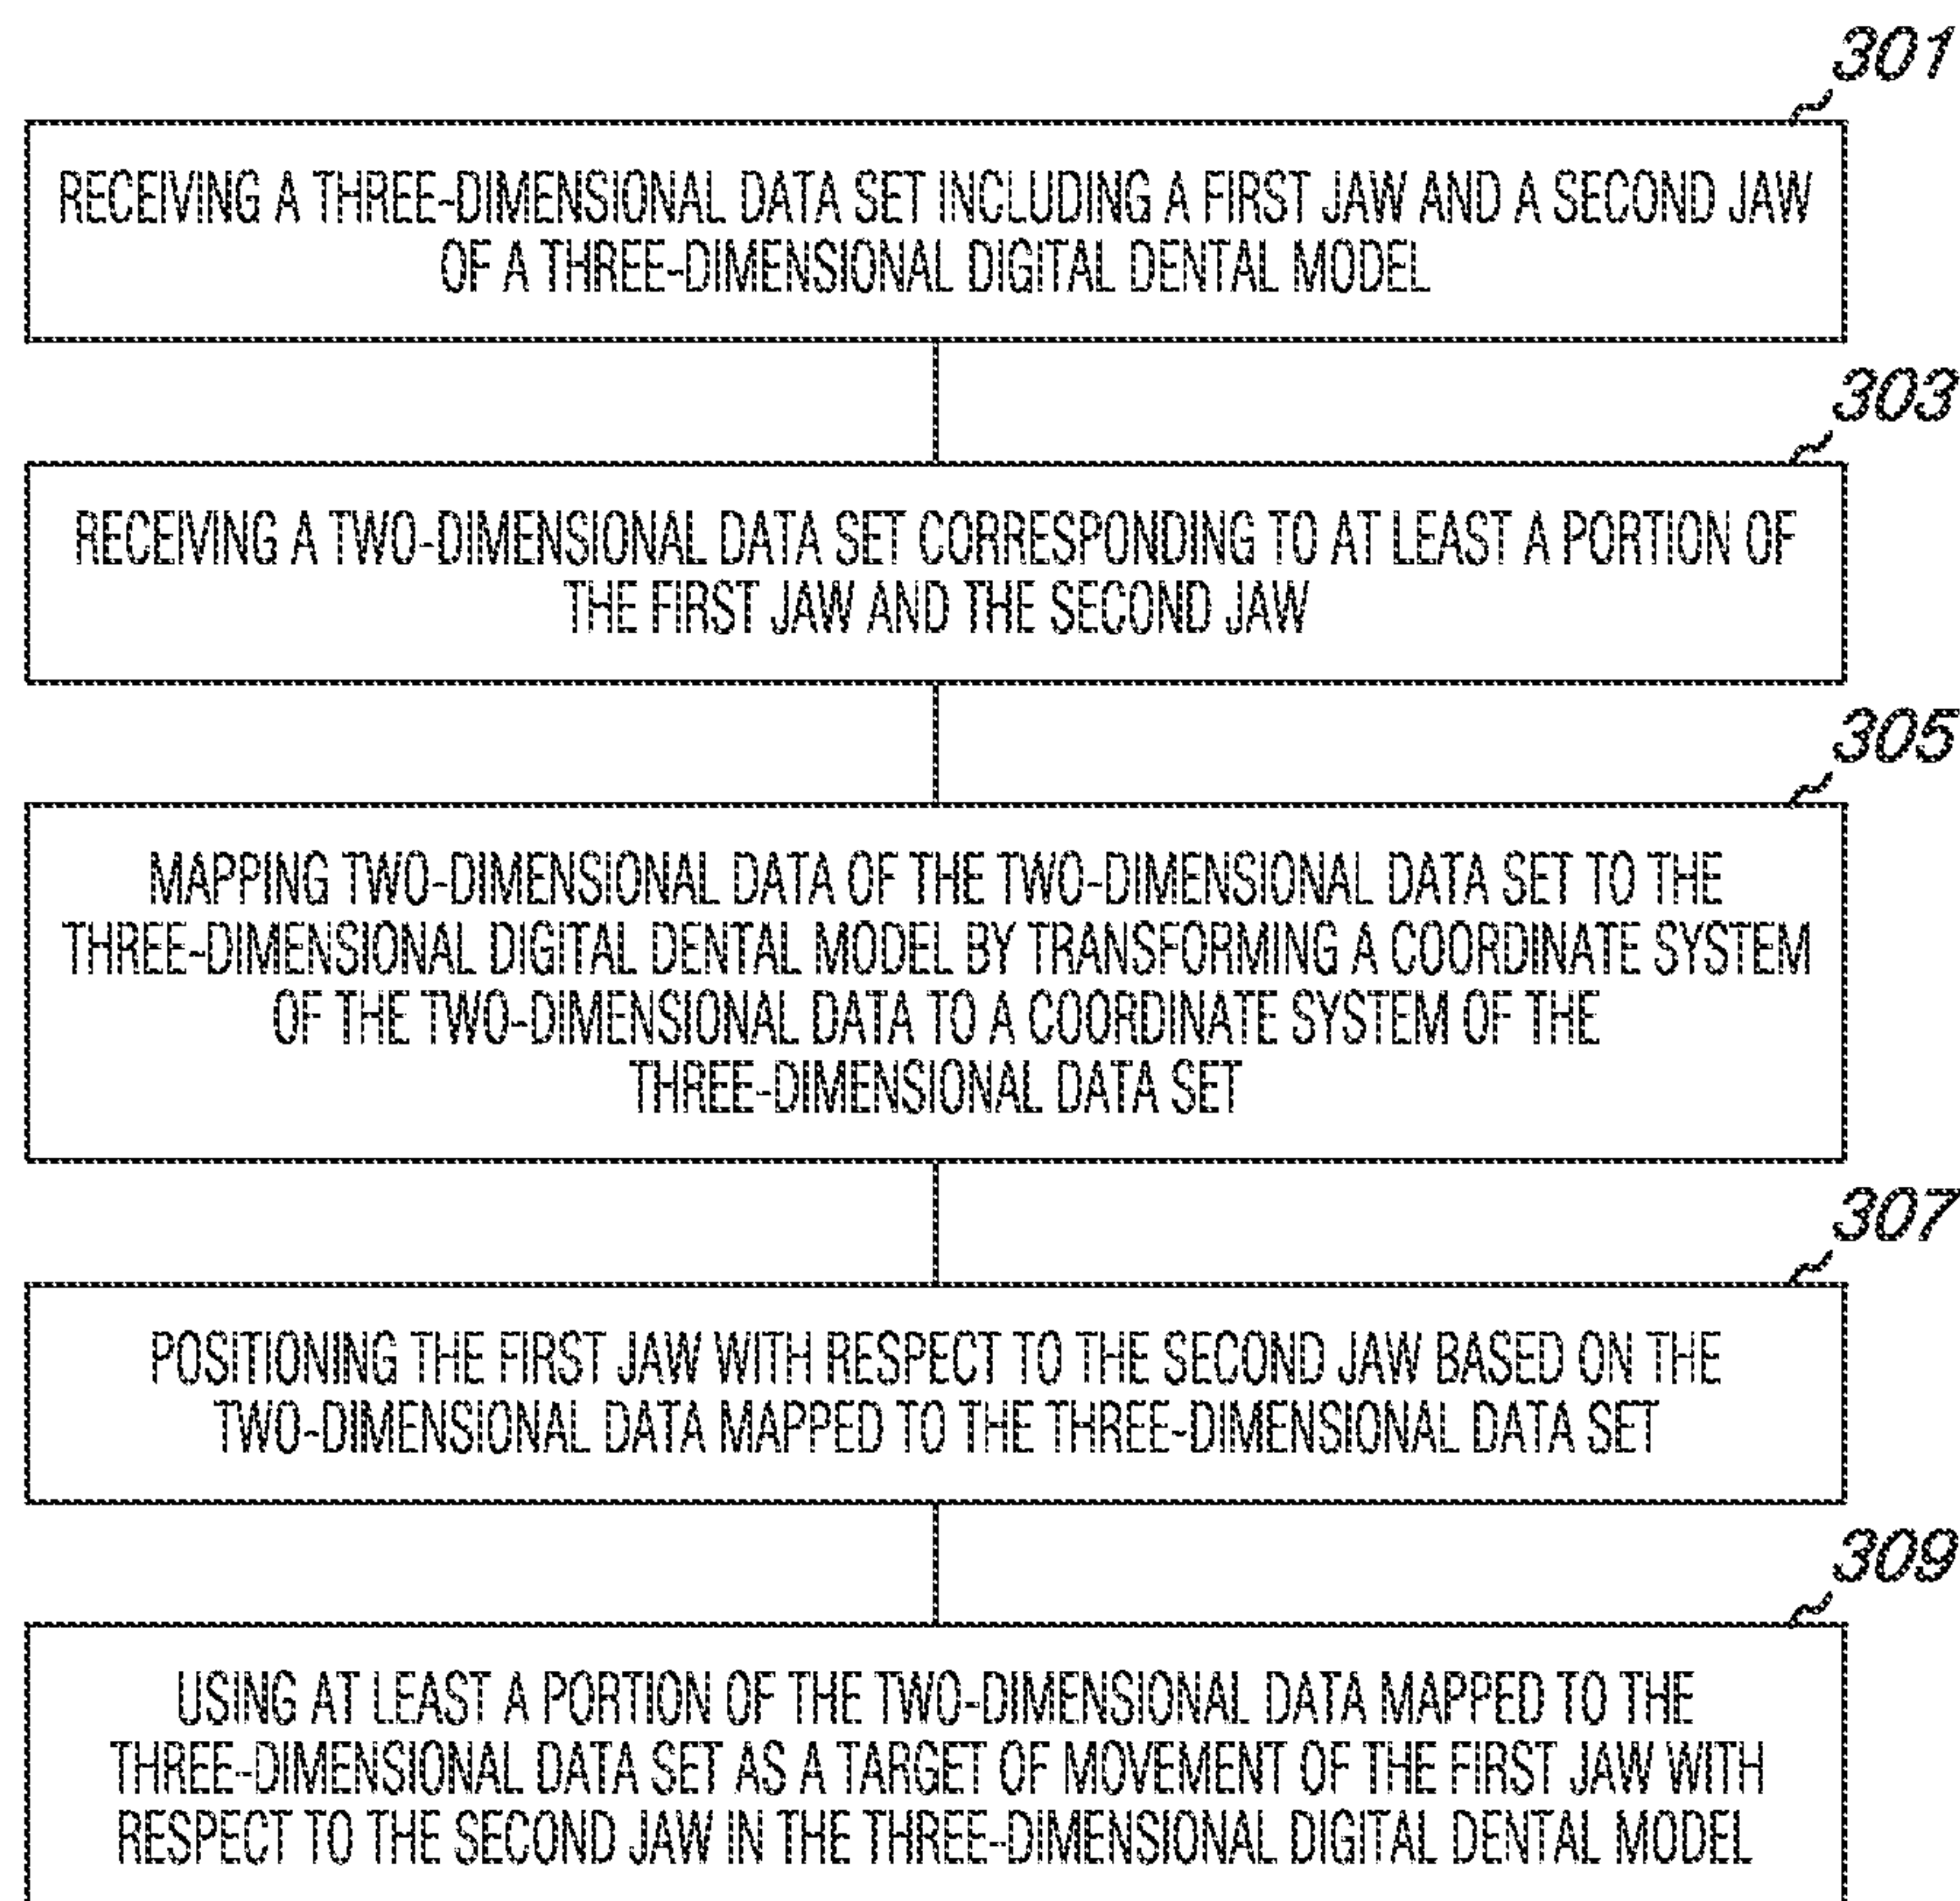 301
RECEIVING A THREE-DIMENSIONAL DATA SET INCLUDING A FIRST JAW AND A SECOND JAW
OF A THREE-DIMENSIONAL DIGITAL DENTAL MODEL
303
RECEIVING A TWO-DIMENSIONAL DATA SET CORRESPONDING TO AT LEAST A PORTION OF
THE FIRST JAW AND THE SECOND JAW
305
MAPPING TWO-DIMENSIONAL DATA OF THE TWO-DIMENSIONAL DATA SET TO THE
THREE-DIMENSIONAL DIGITAL DENTAL MODEL BY TRANSFORMING A COORDINATE SYSTEM
OF THE TWO-DIMENSIONAL DATA TO A COORDINATE SYSTEM OF THE
THREE-DIMENSIONAL DATA SET
307
POSITIONING THE FIRST JAW WITH RESPECT TO THE SECOND JAW BASED ON THE
TWO-DIMENSIONAL DATA MAPPED TO THE THREE-DIMENSIONAL DATA SET
309
USING AT LEAST A PORTION OF THE TWO-DIMENSIONAL DATA MAPPED TO THE
THREE-DIMENSIONAL DATA SET AS A TARGET OF MOVEMENT OF THE FIRST JAW WITH
RESPECT TO THE SECOND JAW IN THE THREE-DIMENSIONAL DIGITAL DENTAL MODEL